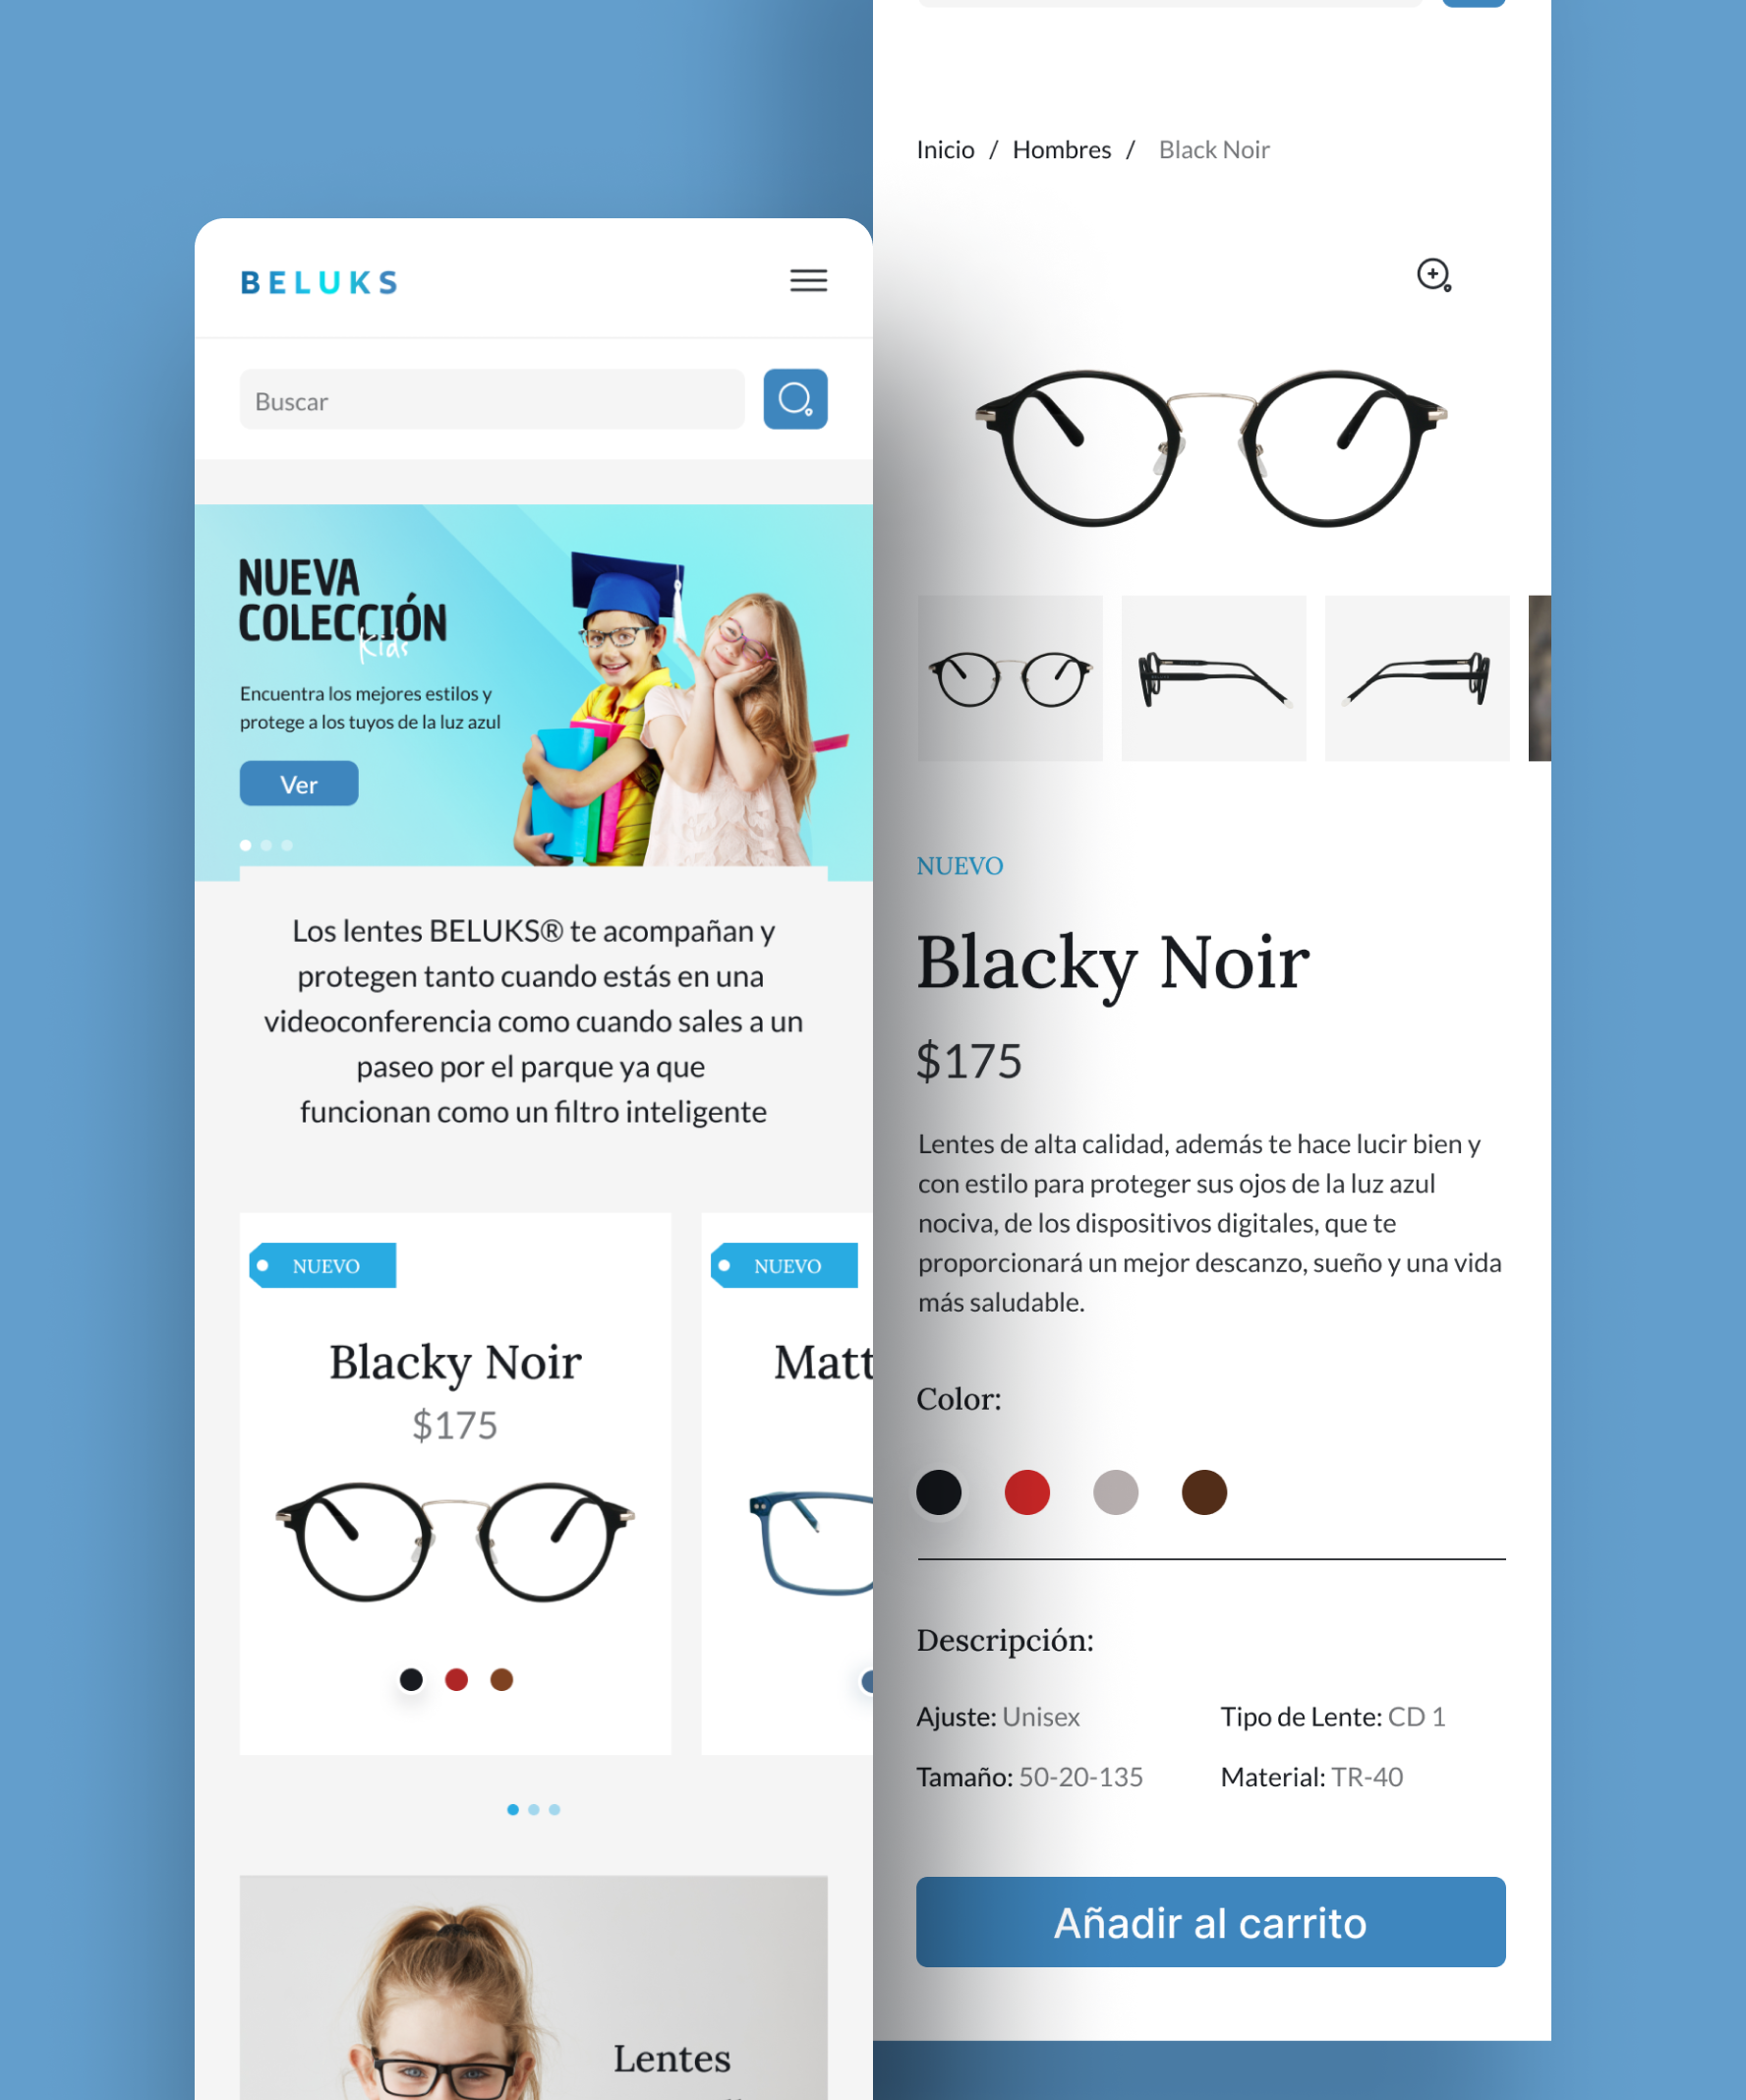 BELUKS
Buscar
NUEVA
COLECCIÓN
Kids
Encuentra los mejores estilos y
protege a los tuyos de la luz azul
Ver
Los lentes BELUKS® te acompañan y
protegen tanto cuando estás en una
videoconferencia como cuando sales a un
paseo por el parque ya que
funcionan como un filtro inteligente
NUEVO
Blacky Noir
$175
NUEVO
Matt
Lentes
Inicio / Hombres / Black Noir
NUEVO
Blacky Noir
$175
Lentes de alta calidad, además te hace lucir bien y
con estilo para proteger sus ojos de la luz azul
nociva, de los dispositivos digitales, que te
proporcionará un mejor descanzo, sueño y una vida
más saludable.
Color:
Descripción:
Ajuste: Unisex
Tipo de Lente: CD 1
Tamaño: 50-20-135
Material: TR-40
Añadir al carrito